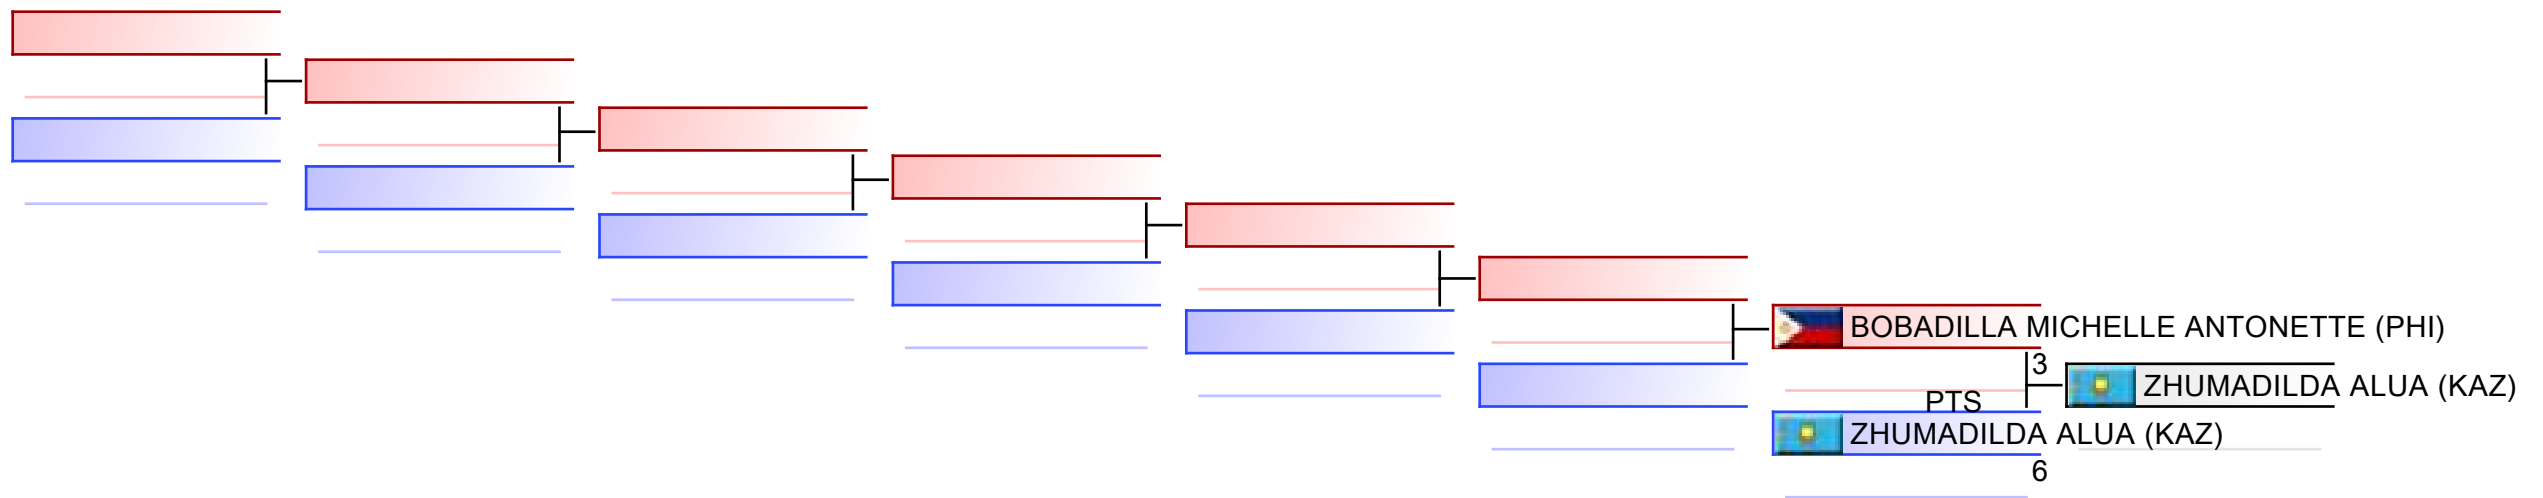 BOBADILLA MICHELLE ANTONETTE (PHI)
3
ZHUMADILDA ALUA (KAZ)
PTS
ZHUMADILDA ALUA (KAZ)
6